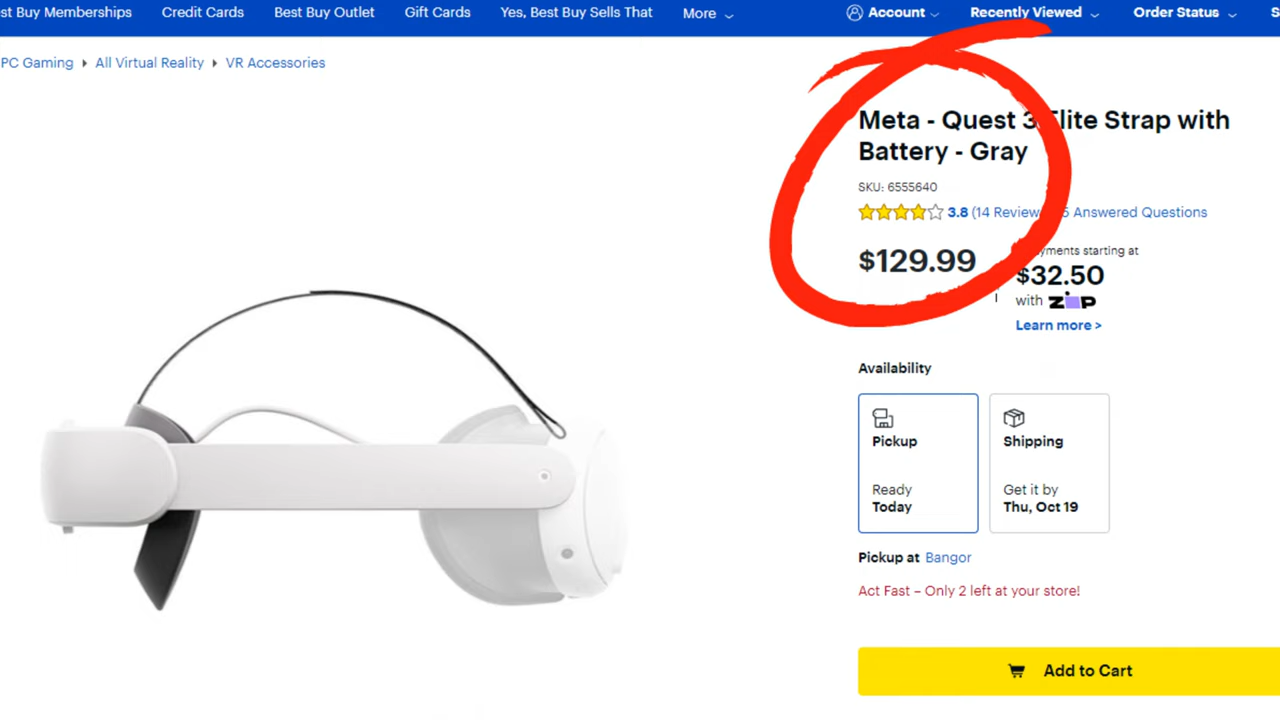 st Buy Memberships Credit Cards Best Buy Outlet Gift Cards Yes, Best Buy Sells That More Account Recently Viewed Order Status S
PC Gaming All Virtual Reality VR Accessories
Meta - Quest 3 Elite Strap with
Battery - Gray
SKU: 6555640
3.8 (14 Review 5 Answered Questions
$129.99
yments starting at
$32.50
with ZIP
Learn more >
Availability
Pickup
Ready
Today
Shipping
Get it by
Thu, Oct 19
Pickup at Bangor
Act Fast – Only 2 left at your store!
Add to Cart